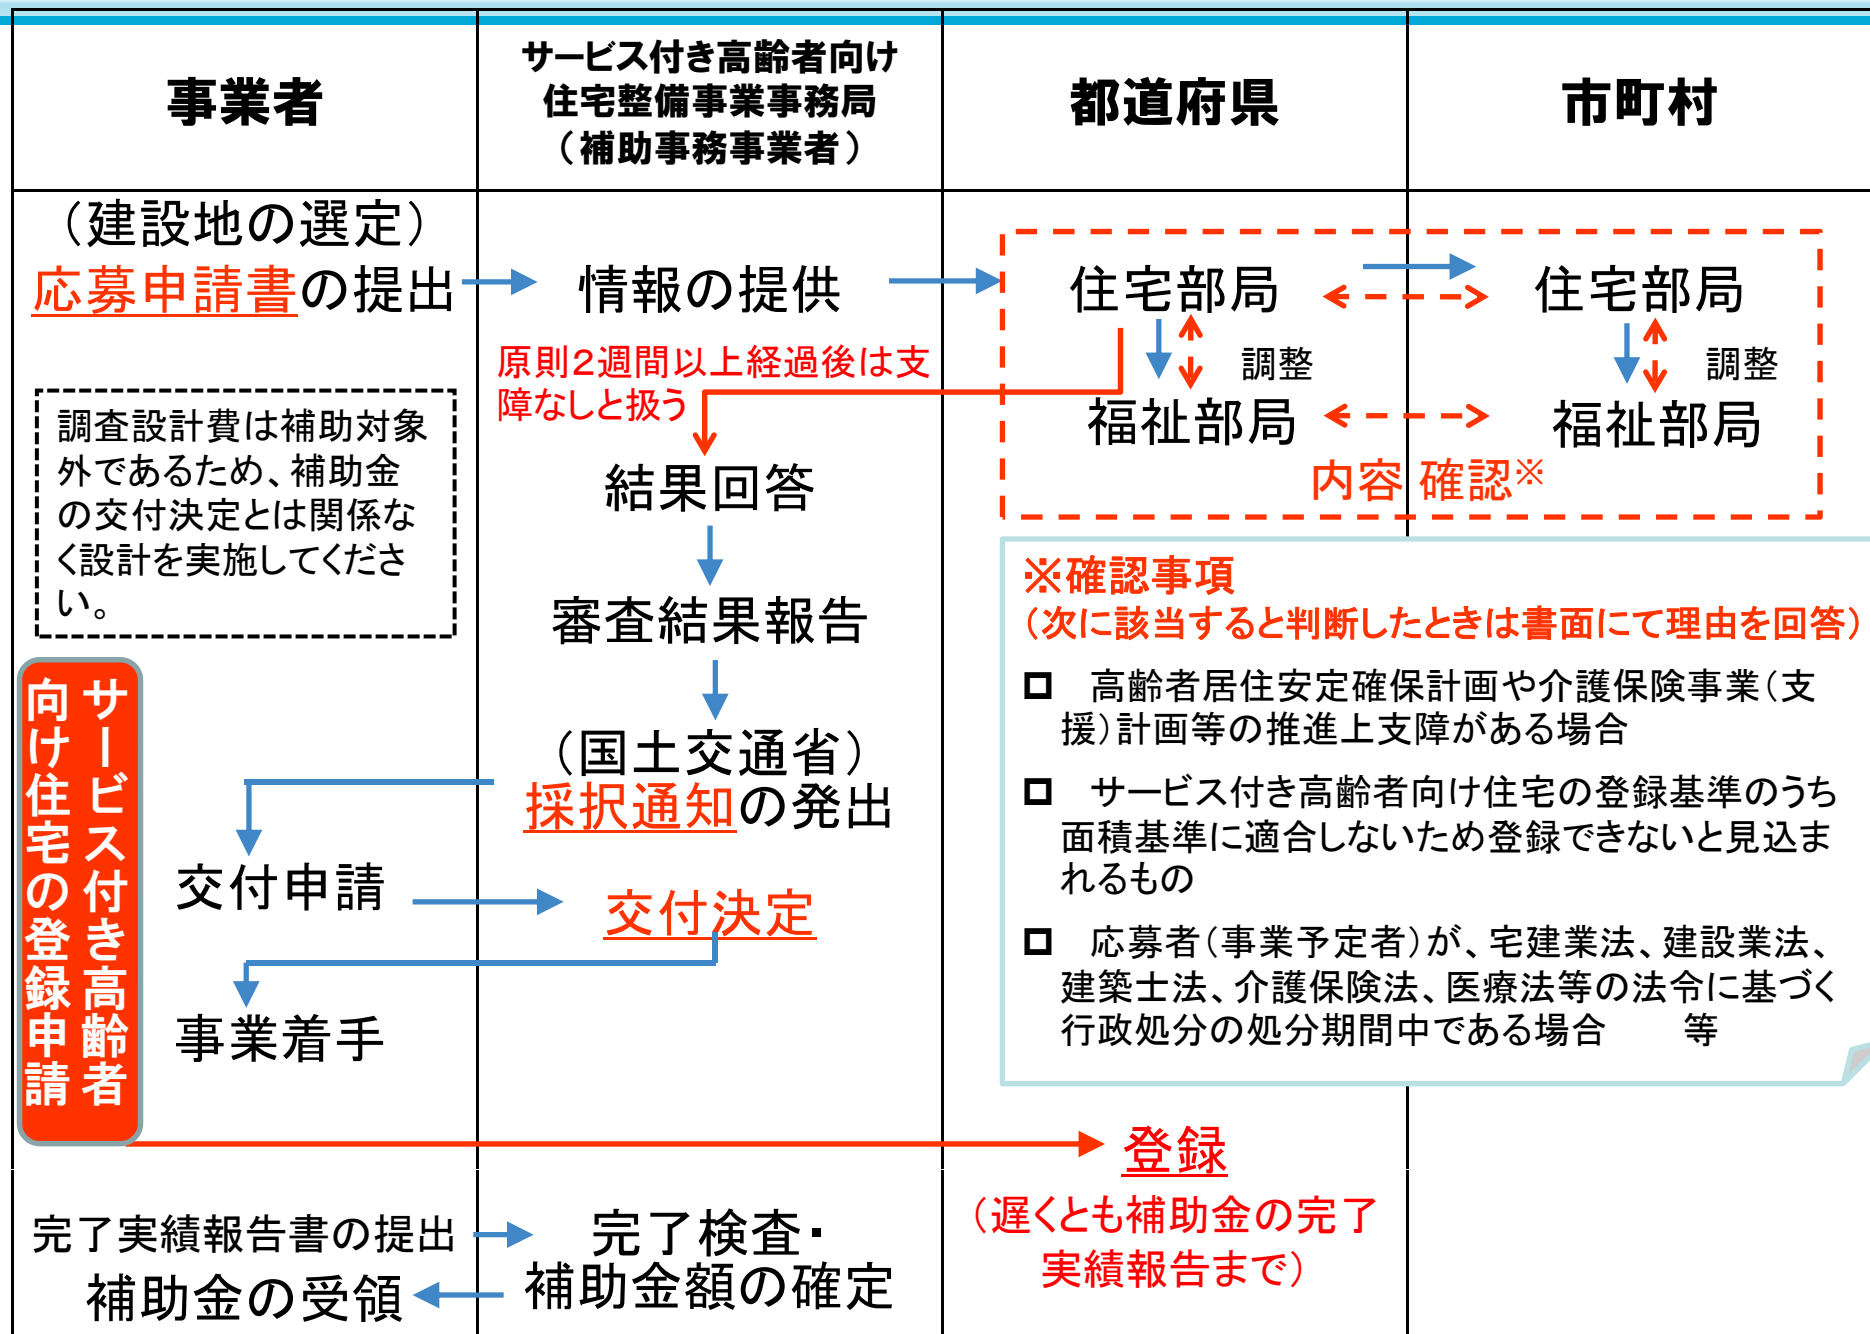 事業者
サービス付き高齢者向け
住宅整備事業事務局
（補助事務事業者）
都道府県
市町村
（建設地の選定）
応募申請書の提出
情報の提供
住宅部局
住宅部局
原則２週間以上経過後は支
障なしと扱う
調整
調整
福祉部局
福祉部局
内容 確認※
調査設計費は補助対象
外であるため、補助金
の交付決定とは関係な
く設計を実施してくださ
い。
結果回答
審査結果報告
（国土交通省）
採択通知の発出
サービス付き高齢者
向け住宅の登録申請
交付申請
交付決定
事業着手
※確認事項
（次に該当すると判断したときは書面にて理由を回答）
□　高齢者居住安定確保計画や介護保険事業（支
援）計画等の推進上支障がある場合
□　サービス付き高齢者向け住宅の登録基準のうち
面積基準に適合しないため登録できないと見込ま
れるもの
□　応募者（事業予定者）が、宅建業法、建設業法、
建築士法、介護保険法、医療法等の法令に基づく
行政処分の処分期間中である場合　　等
登録
（遅くとも補助金の完了
実績報告まで）
完了実績報告書の提出
完了検査・
補助金額の確定
補助金の受領